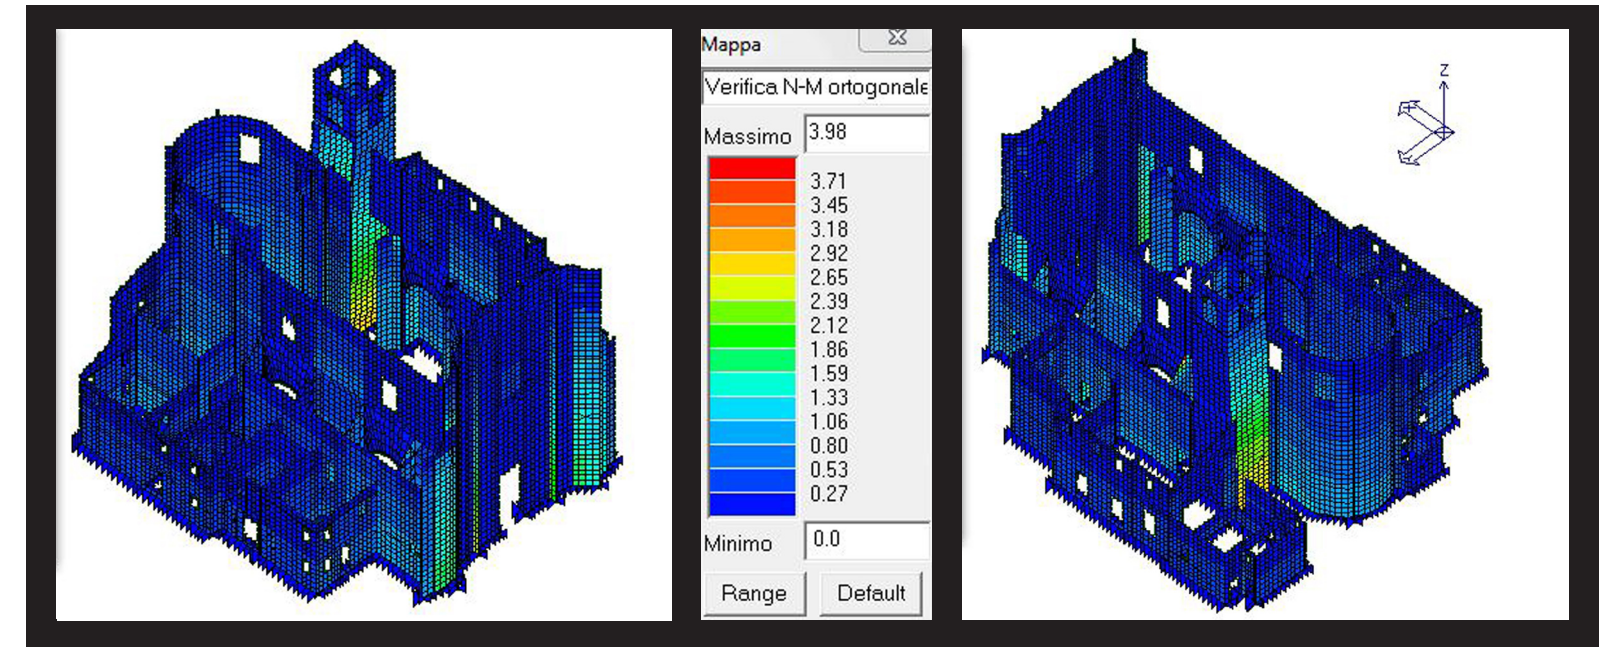 Mappa
Verifica N-M ortogonale
Massimo 3.98
3.71
3.45
3.18
2.92
2.65
2.39
2.12
1.86
1.59
1.33
1.06
0.80
0.53
0.27
Minimo 0.0
Range Default
Z